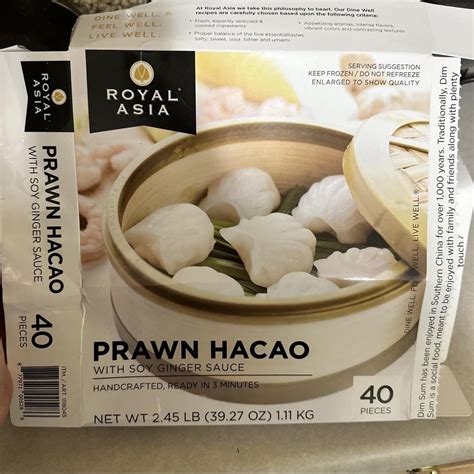 DINE WELL.
FEEL WELL.
LIVE WELL.
At Royal Asia we take this philosophy to heart. Our Dine Well
recipes are carefully chosen based upon the following criteria:
• Fresh, expertly selected &
cooked ingredients
• Proper balance of the five essential tastes
salty, sweet, sour, bitter and umami
• Appetizing aromas, intense flavors,
vibrant colors and contrasting textures
ROYAL
ASIA
SERVING SUGGESTION
KEEP FROZEN / DO NOT REFREEZE
ENLARGED TO SHOW QUALITY
ROYAL
ASIA
PRAWN HACAO
WITH SOY GINGER SAUCE
40
PIECES
ITM. / ART.
PRAWN HACAO
WITH SOY GINGER SAUCE
HANDCRAFTED, READY IN 3 MINUTES
NET WT 2.45 LB (39.27 OZ) 1.11 KG
40
PIECES
DINE WELL. FEEL WELL. LIVE WELL.
Dim Sum has been enjoyed in Southern China for over 1,000 years. Traditionally, Dim
Sum is a social food, meant to be enjoyed with family and friends along with plenty
touch